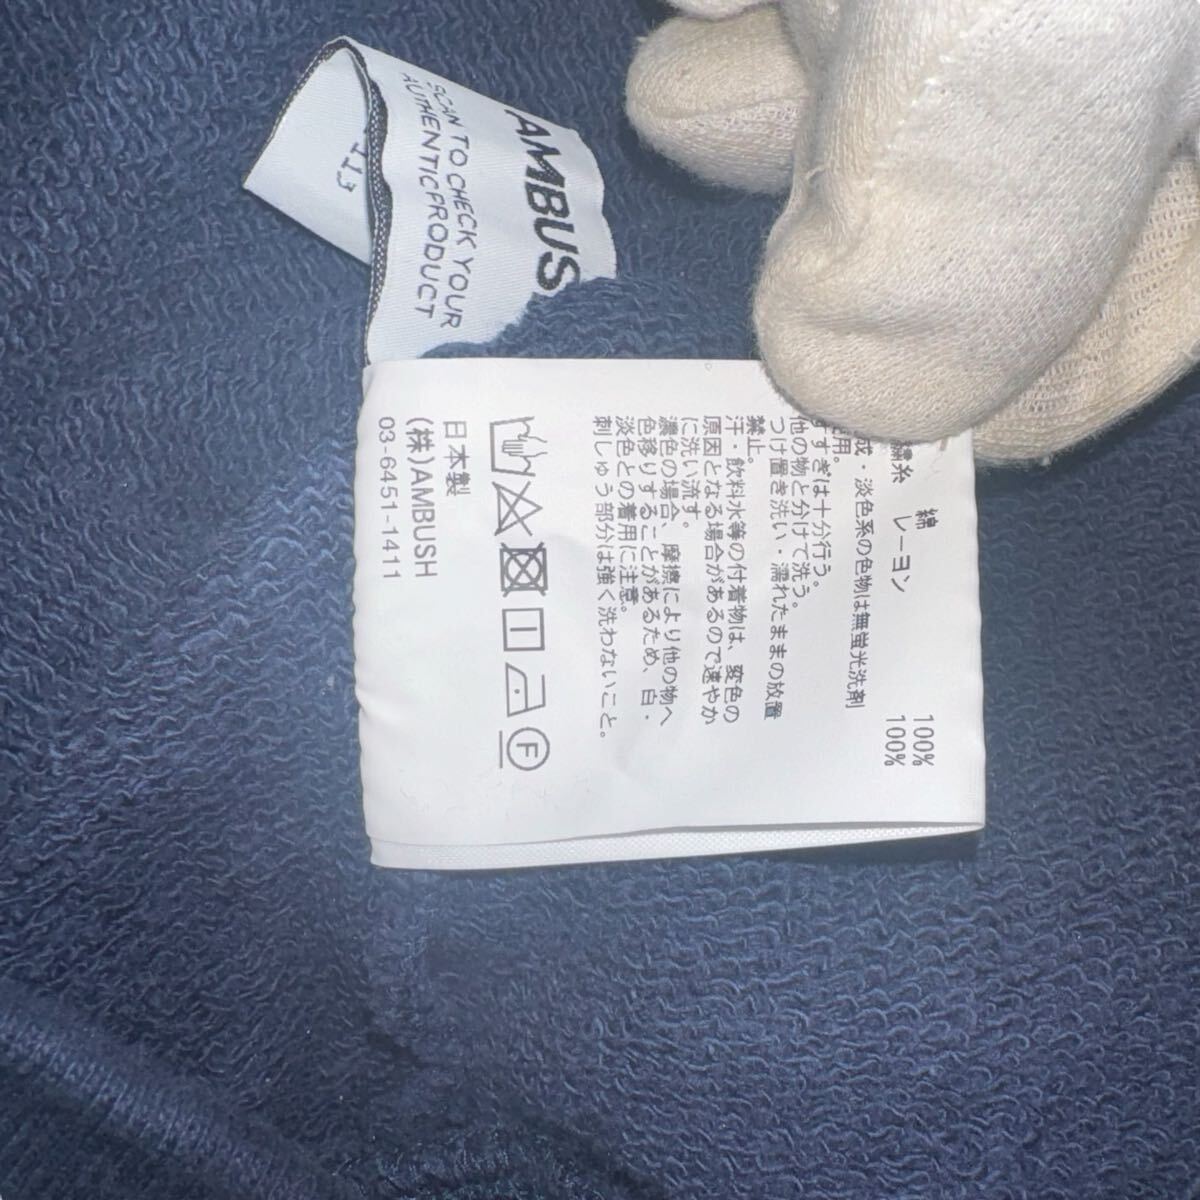 AMBUS
SCAN TO CHECK YOUR
AUTHENTIC PRODUCT
綿 100%
レーヨン 100%
成・淡色系の色物は無蛍光洗剤
用。
すすぎは十分行う。
他の物と分けて洗う。
つけ置き洗い・濡れたままの放置
禁止。
汗・飲料水等の付着物は、変色の
原因となる場合があるので速やか
に洗い流す。
濃色の場合、摩擦により他の物へ
色移りすることがあるため、白・
淡色との着用に注意。
刺しゅう部分は強く洗わないこと。
F
日本製
(株)AMBUSH
03-6451-1411